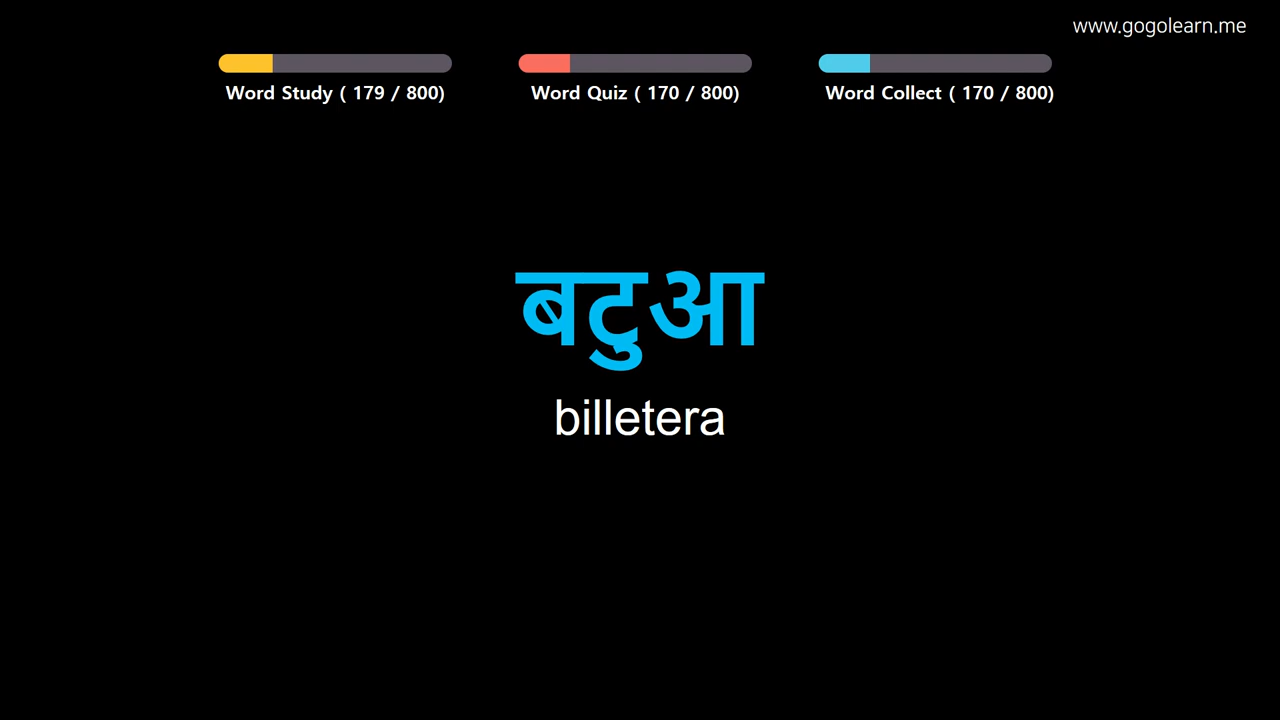 www.gogolearn.me
Word Study ( 179 / 800)
Word Quiz ( 170 / 800)
Word Collect ( 170 / 800)
बटुआ
billetera